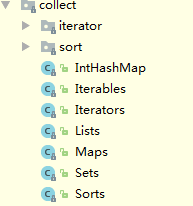 collect
iterator
sort
IntHashMap
Iterables
Iterators
Lists
Maps
Sets
Sorts